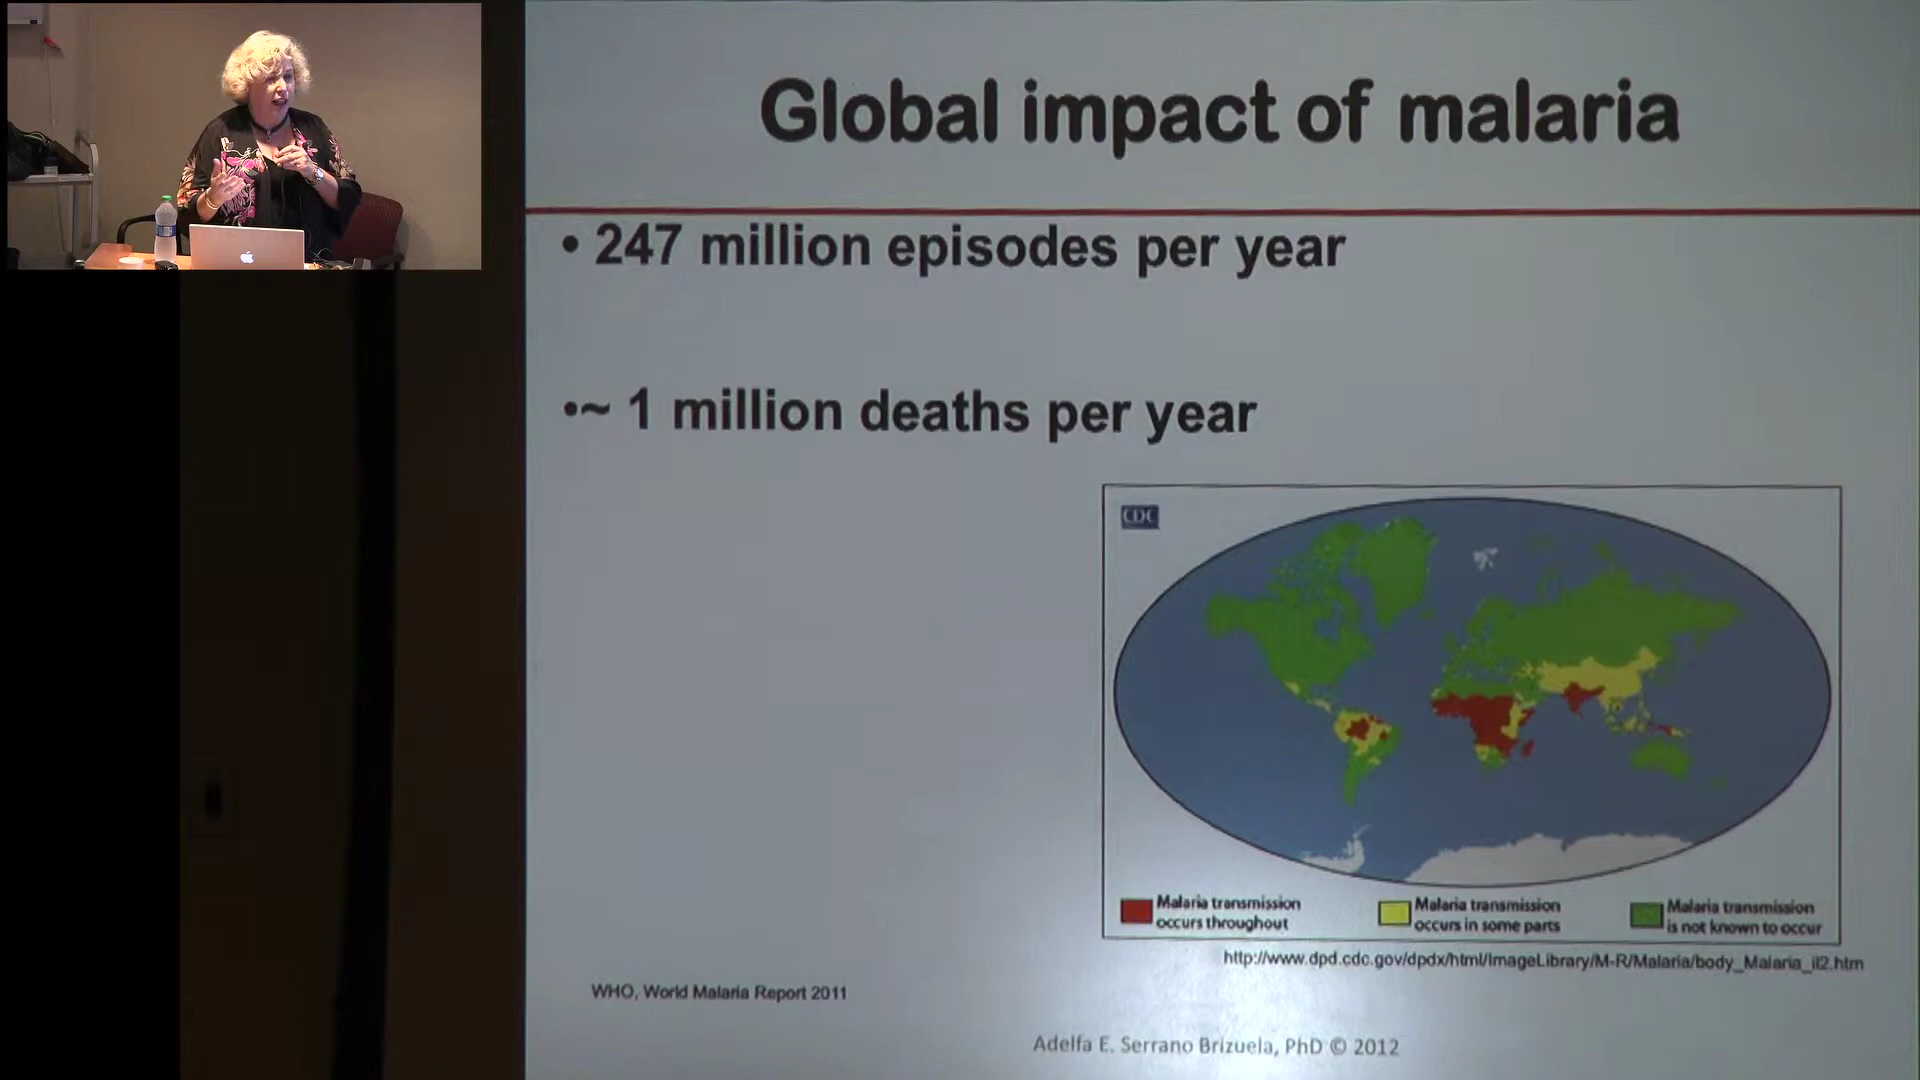 Global impact of malaria
• 247 million episodes per year
•~ 1 million deaths per year
CDC
Malaria transmission
occurs throughout
Malaria transmission
occurs in some parts
Malaria transmission
is not known to occur
http://www.dpd.cdc.gov/dpdx/html/ImageLibrary/M-R/Malaria/body_Malaria_il2.htm
WHO, World Malaria Report 2011
Adelfa E. Serrano Brizuela, PhD © 2012